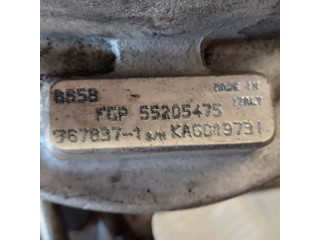 8858 MADE IN
FGP 55205475 ITALY
767837-1 S/N KAG019731